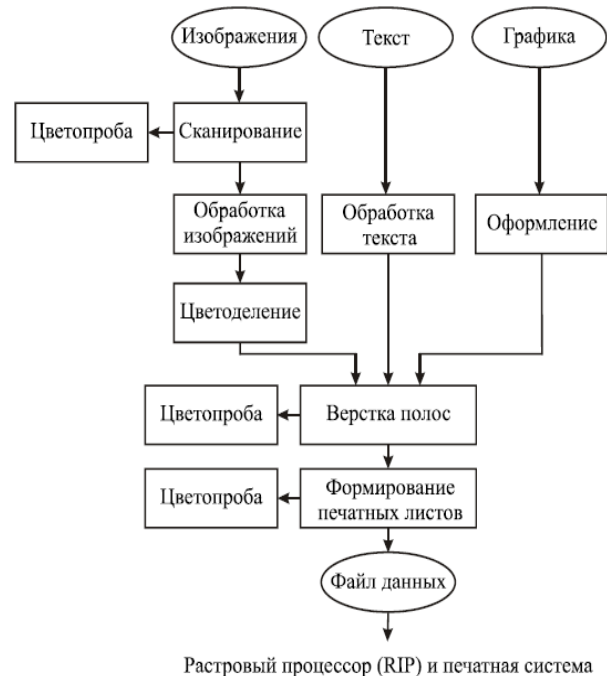 Изображения
Текст
Графика
Цветопроба
Сканирование
Обработка
изображений
Обработка
текста
Оформление
Цветоделение
Цветопроба
Верстка полос
Цветопроба
Формирование
печатных листов
Файл данных
Растровый процессор (RIP) и печатная система